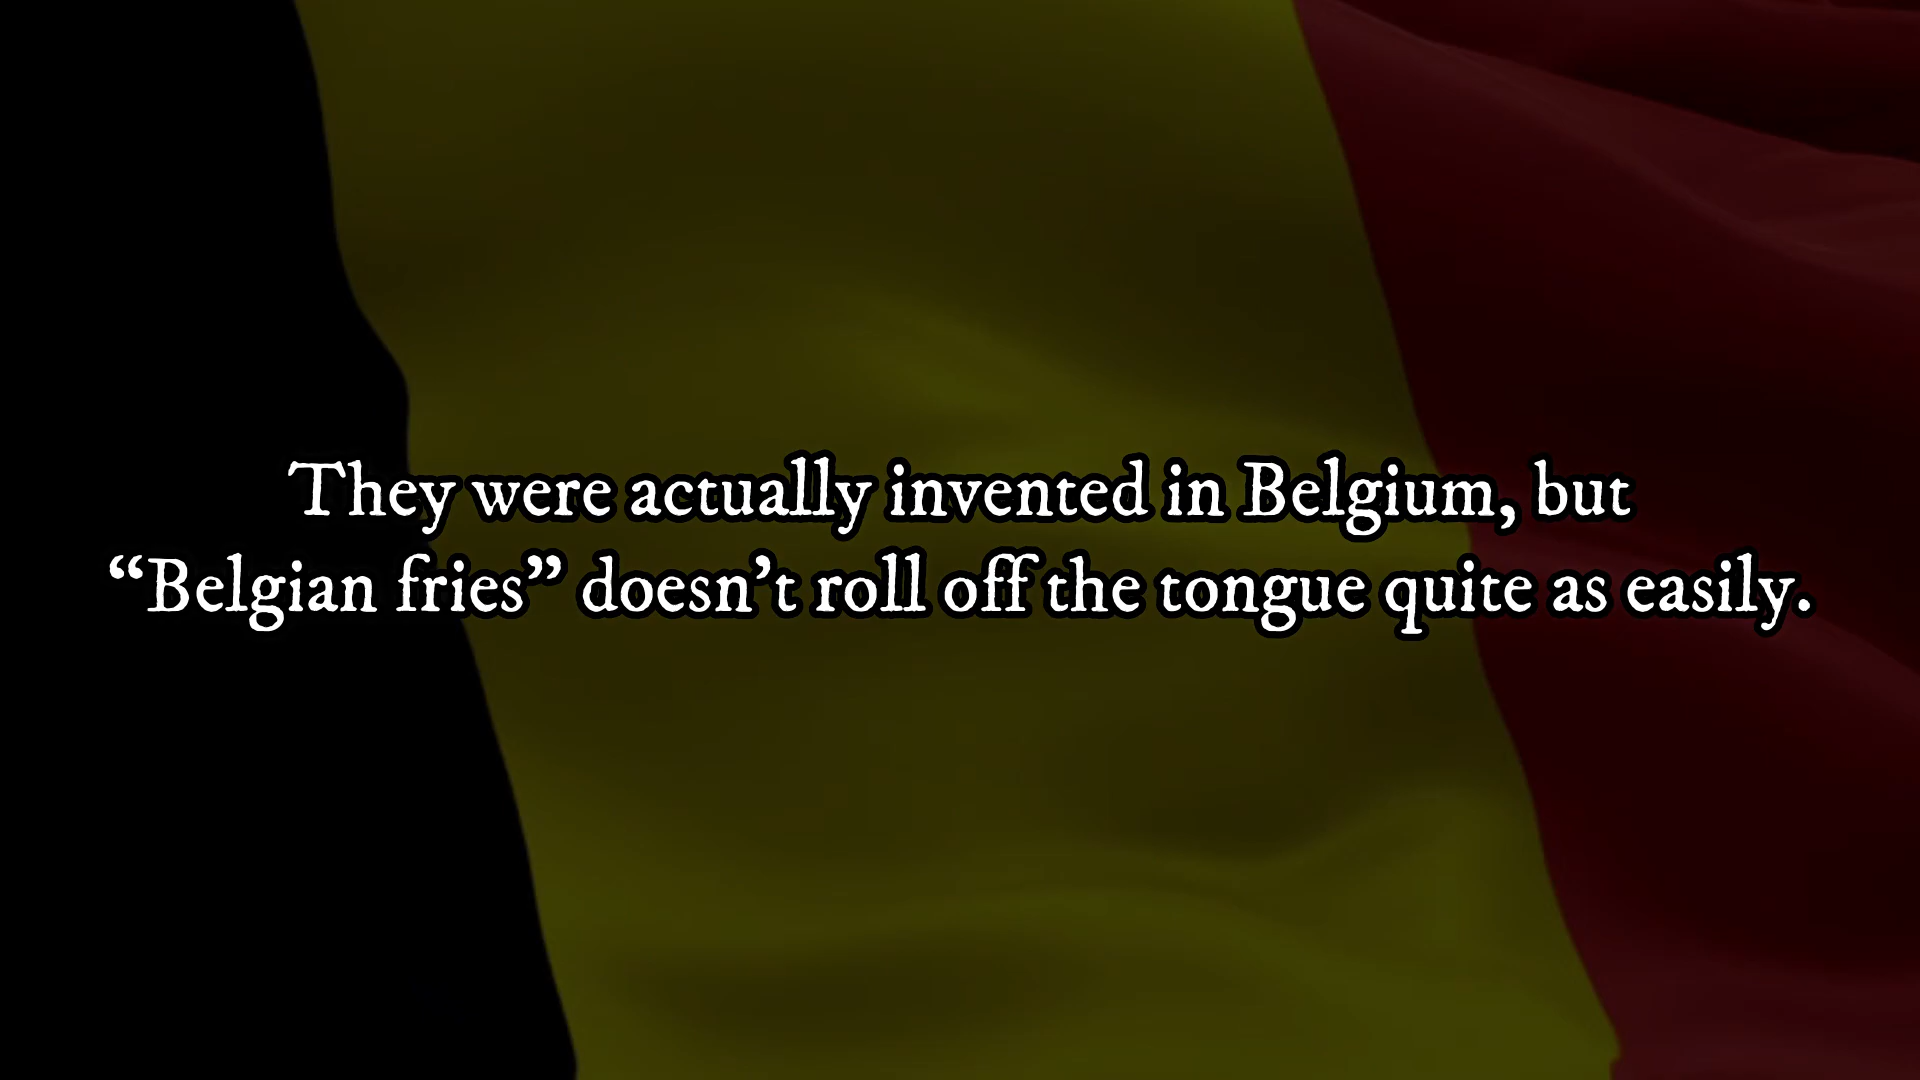 They were actually invented in Belgium, but
“Belgian fries” doesn’t roll off the tongue quite as easily.